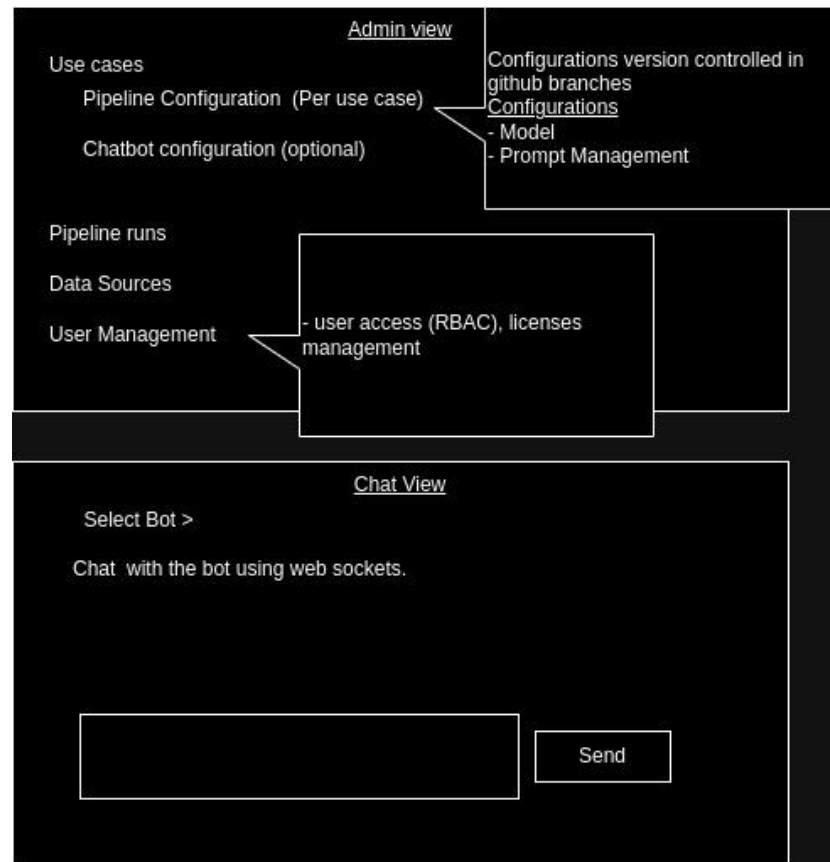 Admin view
Use cases
Pipeline Configuration  (Per use case)
Chatbot configuration (optional)
Configurations version controlled in
github branches
Configurations
- Model
- Prompt Management
Pipeline runs
Data Sources
User Management
- user access (RBAC), licenses
management
Chat View
Select Bot >
Chat  with the bot using web sockets.
Send